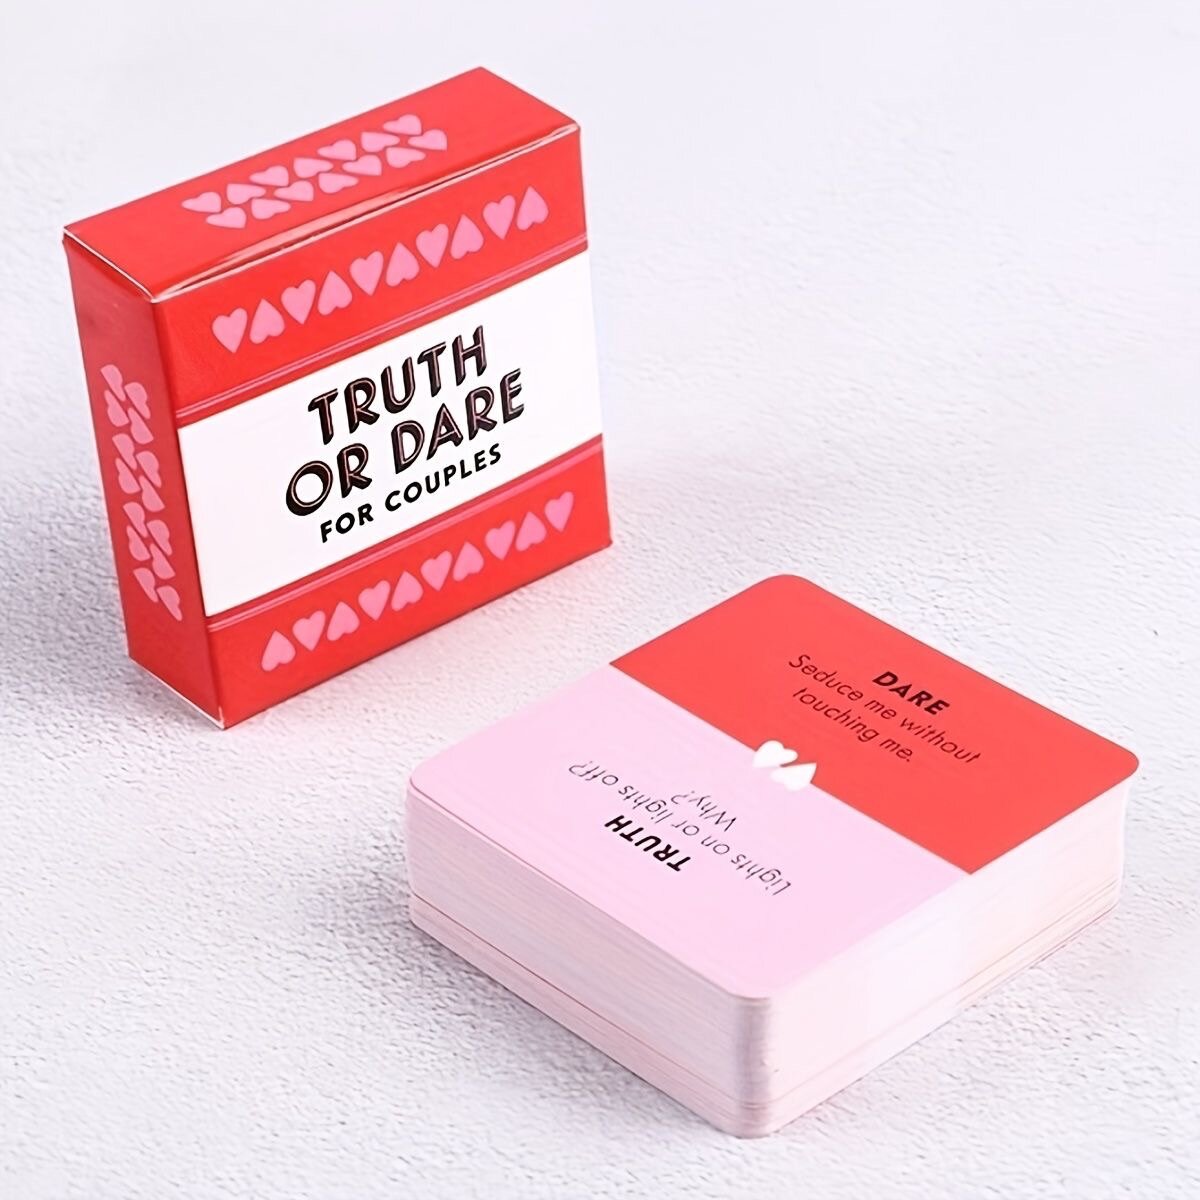 TRUTH
OR DARE
FOR COUPLES
DARE
Seduce me without
touching me.
TRUTH
Lights on or lights off?
Why?